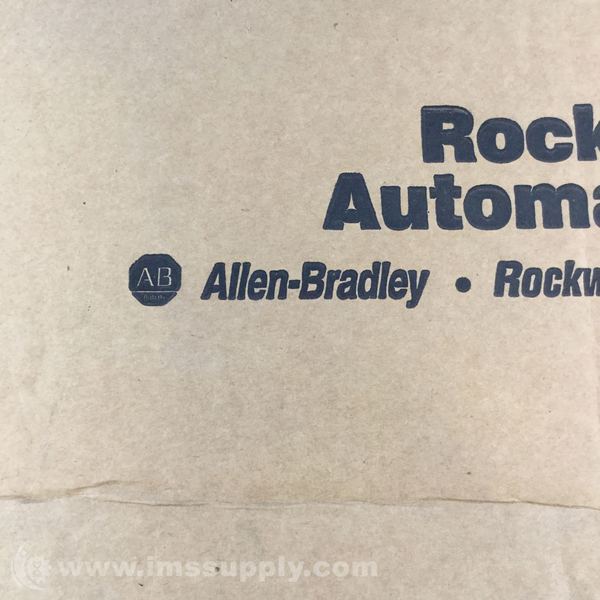 Rock
Automa
AB Allen-Bradley • Rockw
www.imssupply.com